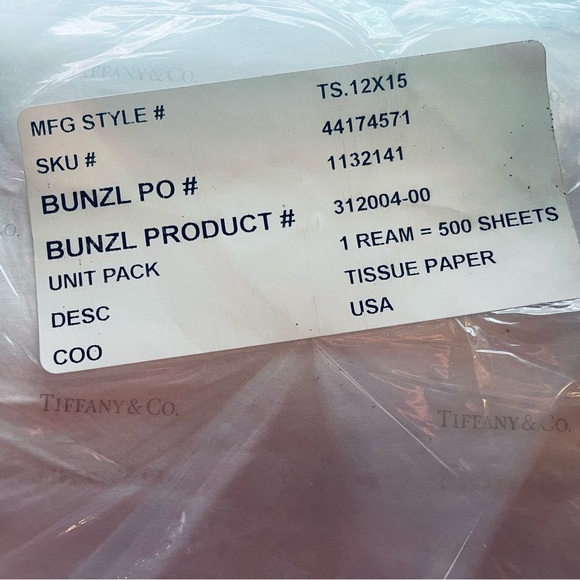 TIFFANY & CO.
MFG STYLE # TS.12X15
SKU # 44174571
BUNZL PO # 1132141
BUNZL PRODUCT # 312004-00
UNIT PACK 1 REAM = 500 SHEETS
DESC TISSUE PAPER
COO USA
TIFFANY & CO.
TIFFANY & CO.